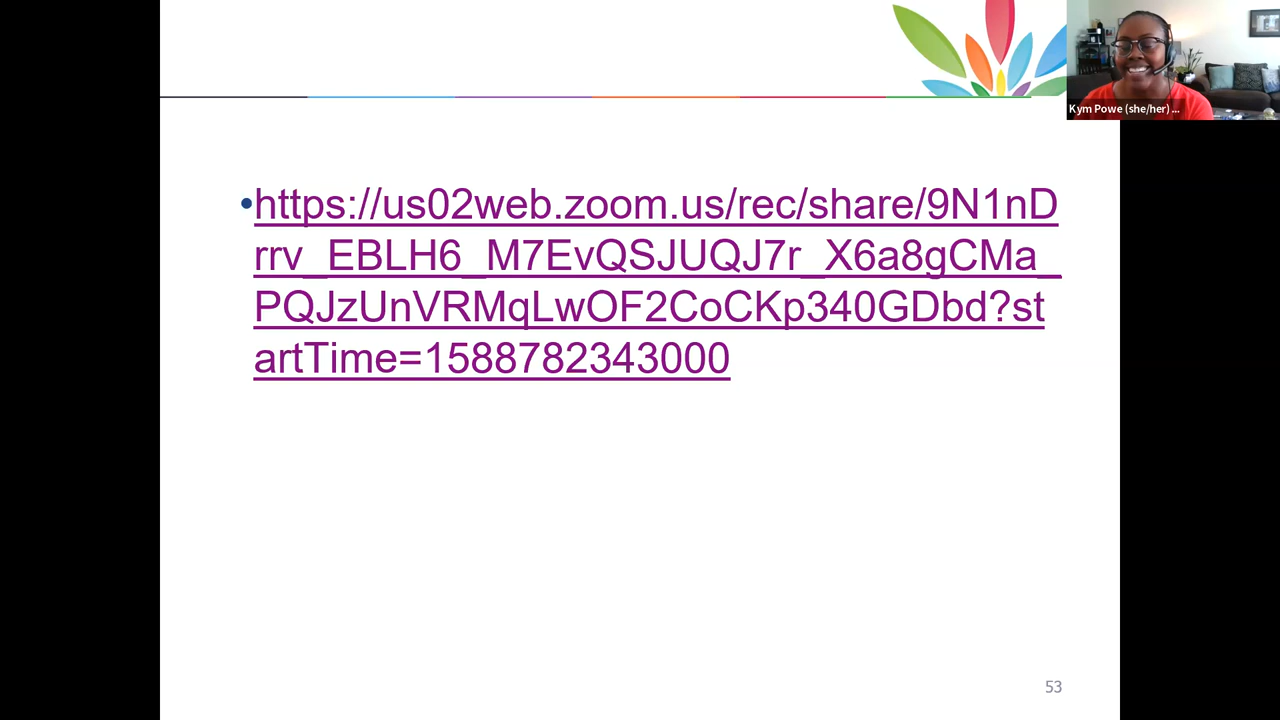 Kym Powe (she/her) ...
•https://us02web.zoom.us/rec/share/9N1nD
rrv_EBLH6_M7EvQSJUQJ7r_X6a8gCMa_
PQJzUnVRMqLwOF2CoCKp340GDbd?st
artTime=1588782343000
53